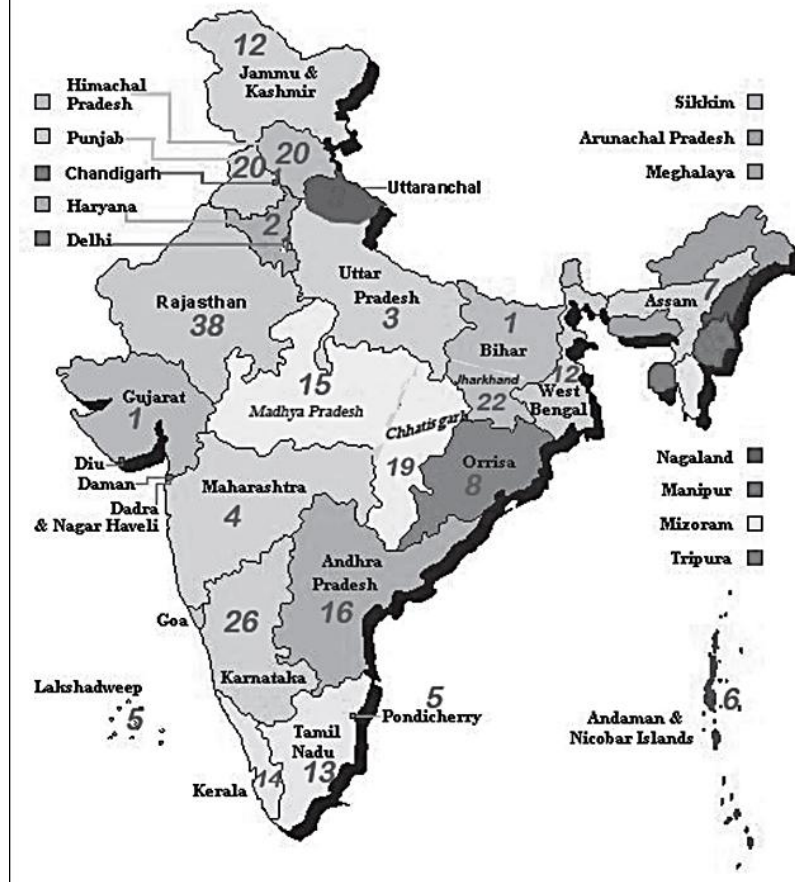 12
Jammu &
Kashmir
Himachal
Pradesh
Punjab
Chandigarh
Haryana
Delhi
20
20
2
Uttaranchal
Sikkim
Arunachal Pradesh
Meghalaya
Rajasthan
38
Uttar
Pradesh
3
1
Bihar
Assam
7
Gujarat
1
15
Madhya Pradesh
Jharkhand
22
12
West
Bengal
Chhatisgarh
19
Orrisa
8
Diu
Daman
Dadra
& Nagar Haveli
Maharashtra
4
Nagaland
Manipur
Mizoram
Tripura
Andhra
Pradesh
16
Goa
26
Karnataka
Lakshadweep
5
5
Pondicherry
Tamil
Nadu
13
14
Kerala
Andaman &
Nicobar Islands
6